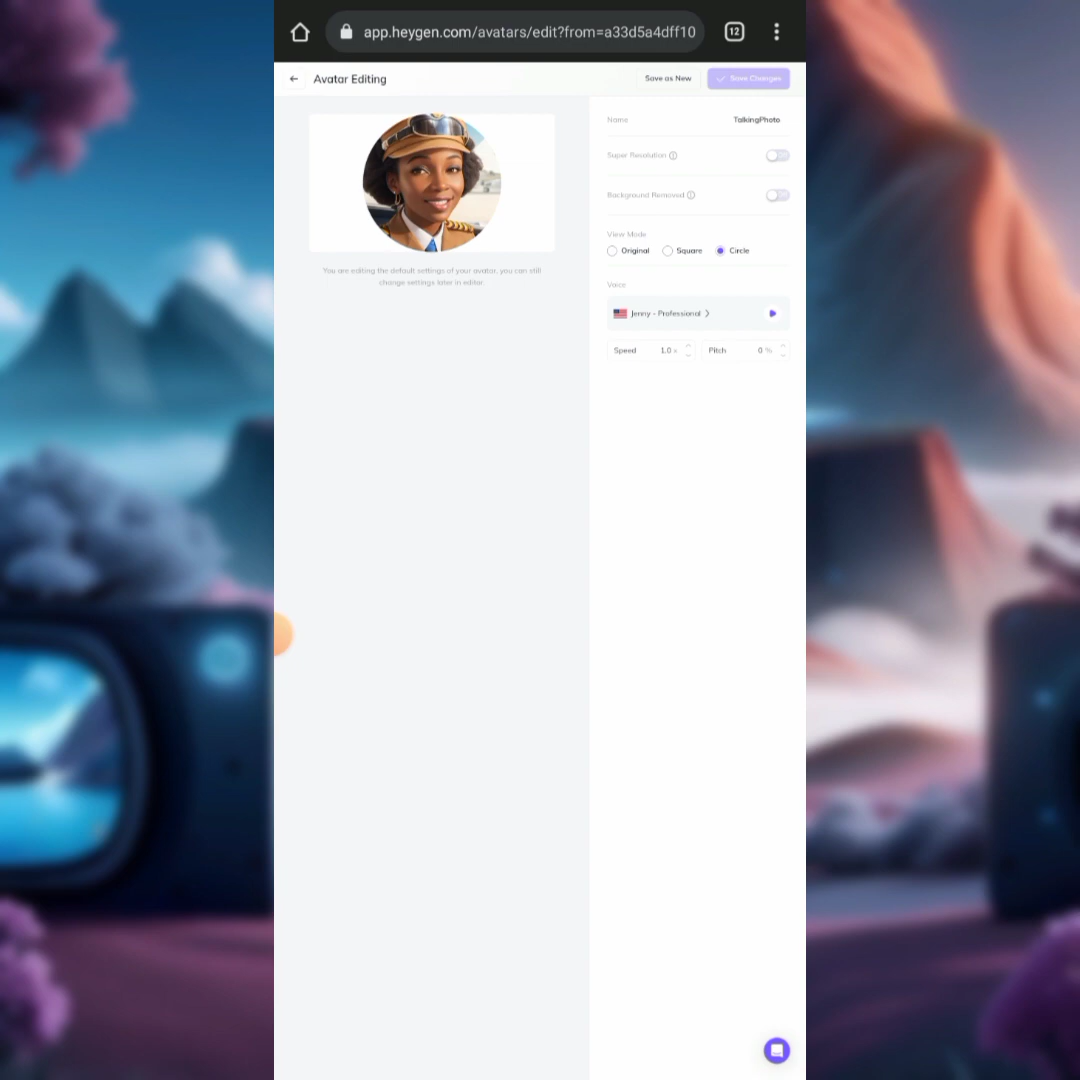 app.heygen.com/avatars/edit?from=a33d5a4dff10
12
Avatar Editing
Save as New
Save Changes
Name
TalkingPhoto
Super Resolution
Background Removed
View Mode
Original
Square
Circle
You are editing the default settings of your avatar, you can still
change settings later in editor.
Voice
Jenny - Professional
Speed
1.0 x
Pitch
0 %